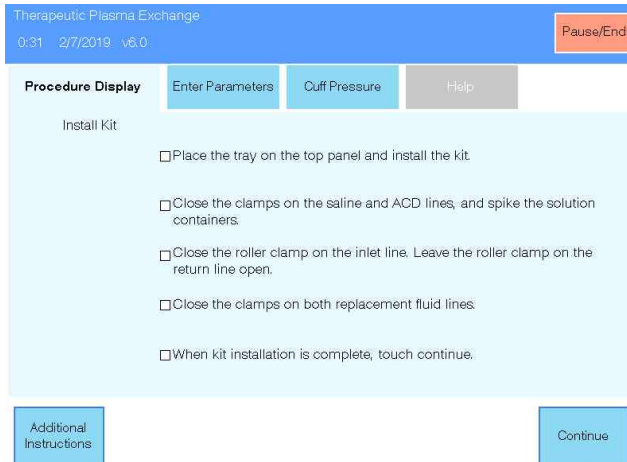 Therapeutic Plasma Exchange
0:31 2/7/2019 v6.0
Pause/End
Procedure Display
Enter Parameters
Cuff Pressure
Help
Install Kit
Place the tray on the top panel and install the kit.
Close the clamps on the saline and ACD lines, and spike the solution
containers.
Close the roller clamp on the inlet line. Leave the roller clamp on the
return line open.
Close the clamps on both replacement fluid lines.
When kit installation is complete, touch continue.
Additional
Instructions
Continue